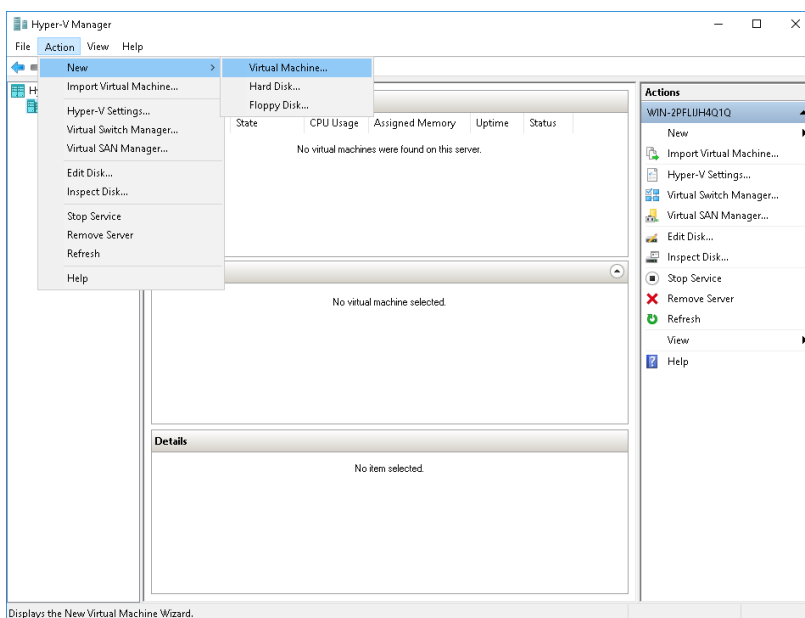 Hyper-V Manager
File Action View Help
New
Virtual Machine...
Import Virtual Machine...
Hard Disk...
Floppy Disk...
Hyper-V Settings...
Virtual Switch Manager...
Virtual SAN Manager...
Edit Disk...
Inspect Disk...
Stop Service
Remove Server
Refresh
Help
State CPU Usage Assigned Memory Uptime Status
No virtual machines were found on this server.
No virtual machine selected.
Details
No item selected.
Actions
WIN-2PFLIJH4Q1Q
New
Import Virtual Machine...
Hyper-V Settings...
Virtual Switch Manager...
Virtual SAN Manager...
Edit Disk...
Inspect Disk...
Stop Service
Remove Server
Refresh
View
Help
Displays the New Virtual Machine Wizard.